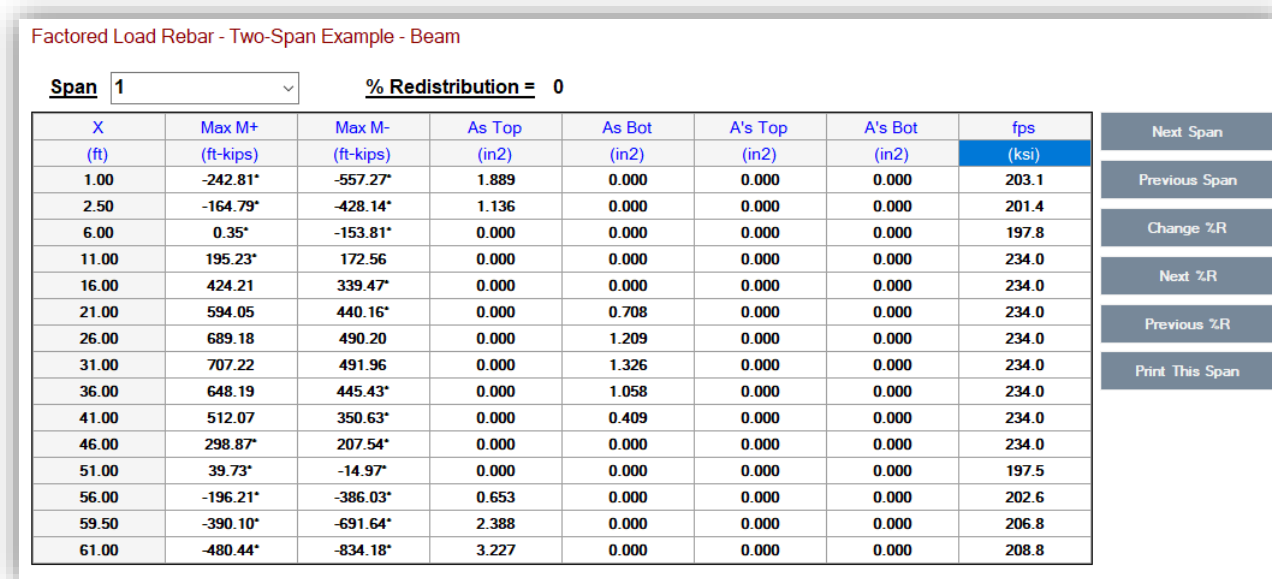 Factored Load Rebar - Two-Span Example - Beam
Span 1 % Redistribution = 0
X Max M+ Max M- As Top As Bot A's Top A's Bot fps
(ft) (ft-kips) (ft-kips) (in2) (in2) (in2) (in2) (ksi)
1.00 -242.81* -557.27* 1.889 0.000 0.000 0.000 203.1
2.50 -164.79* -428.14* 1.136 0.000 0.000 0.000 201.4
6.00 0.35* -153.81* 0.000 0.000 0.000 0.000 197.8
11.00 195.23* 172.56 0.000 0.000 0.000 0.000 234.0
16.00 424.21 339.47* 0.000 0.000 0.000 0.000 234.0
21.00 594.05 440.16* 0.000 0.708 0.000 0.000 234.0
26.00 689.18 490.20 0.000 1.209 0.000 0.000 234.0
31.00 707.22 491.96 0.000 1.326 0.000 0.000 234.0
36.00 648.19 445.43* 0.000 1.058 0.000 0.000 234.0
41.00 512.07 350.63* 0.000 0.409 0.000 0.000 234.0
46.00 298.87* 207.54* 0.000 0.000 0.000 0.000 234.0
51.00 39.73* -14.97* 0.000 0.000 0.000 0.000 197.5
56.00 -196.21* -386.03* 0.653 0.000 0.000 0.000 202.6
59.50 -390.10* -691.64* 2.388 0.000 0.000 0.000 206.8
61.00 -480.44* -834.18* 3.227 0.000 0.000 0.000 208.8
Next Span
Previous Span
Change %R
Next %R
Previous %R
Print This Span